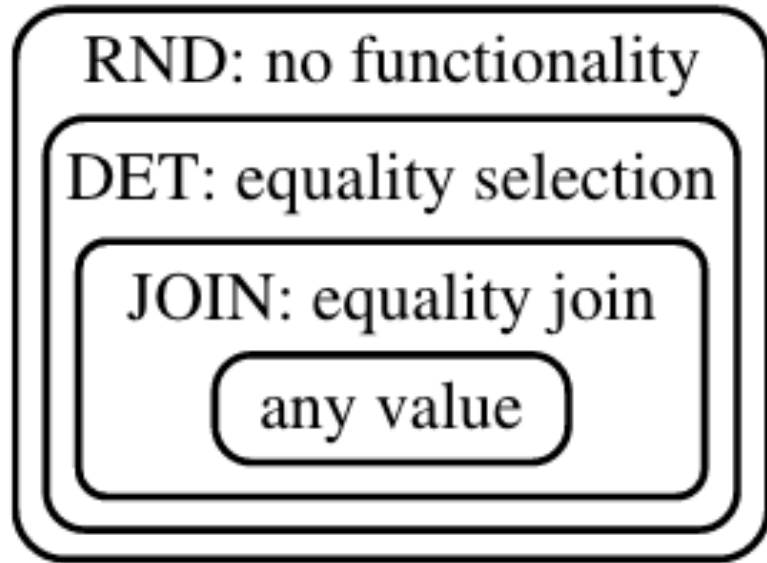 RND: no functionality
DET: equality selection
JOIN: equality join
any value